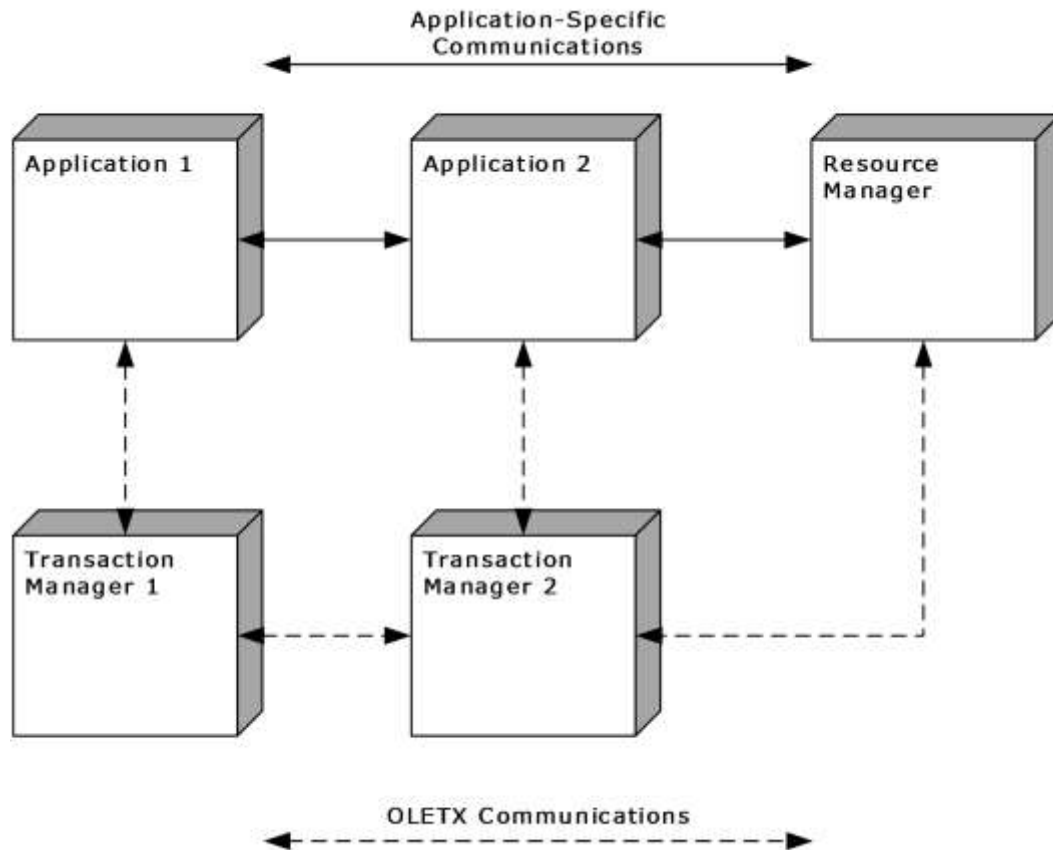 Application-Specific
Communications
Application 1
Application 2
Resource
Manager
Transaction
Manager 1
Transaction
Manager 2
OLETX Communications